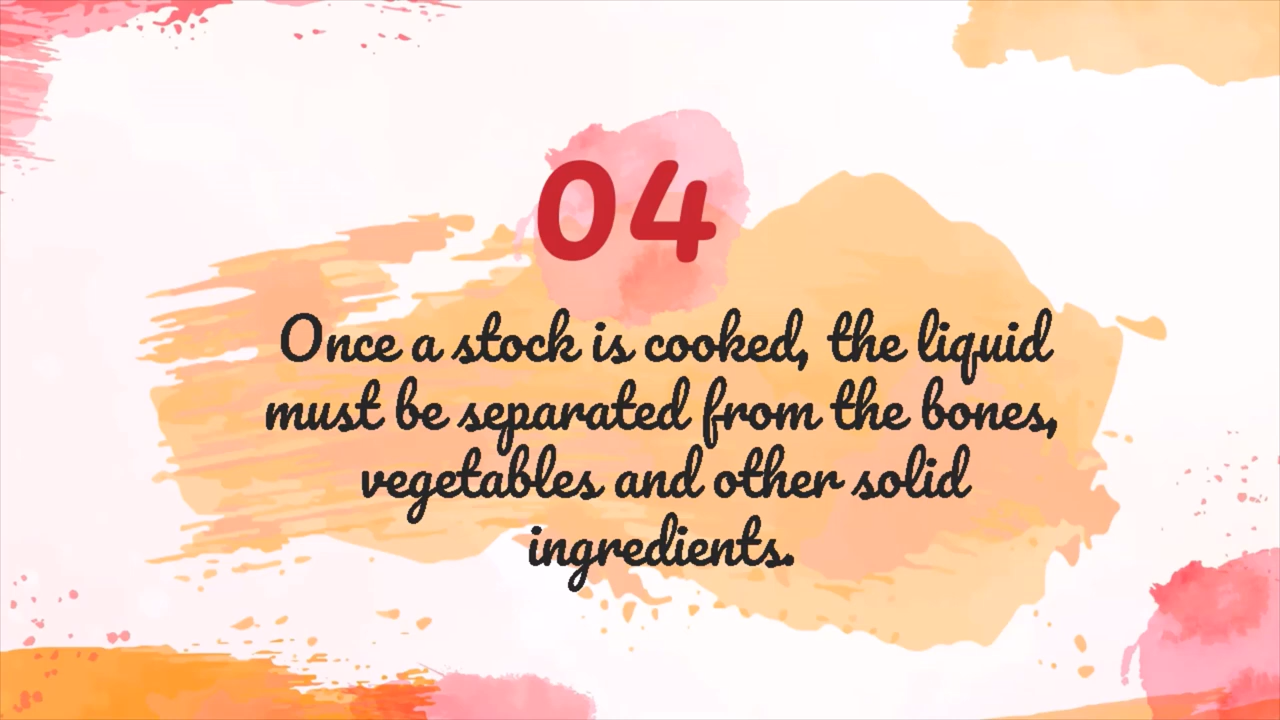 04
Once a stock is cooked, the liquid
must be separated from the bones,
vegetables and other solid
ingredients.